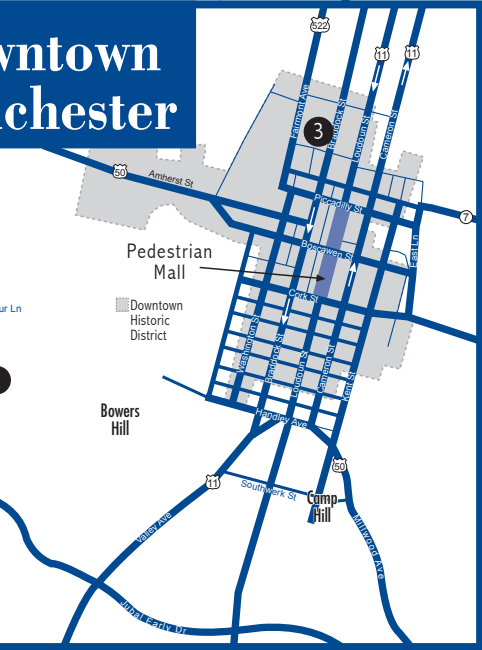 wntown
chester
522
11
11
Fairmont Ave
Braddock St
Loudoun St
Cameron St
3
50
Amherst St
Piccadilly St
7
Boscawen St
East Ln
Pedestrian
Mall
Cork St
Downtown
Historic
District
ur Ln
Washington St
Braddock St
Loudoun St
Cameron St
Kent St
Bowers
Hill
Handley Ave
50
11
Southwerk St
Camp
Hill
Valley Ave
Millwood Ave
Jubal Early Dr